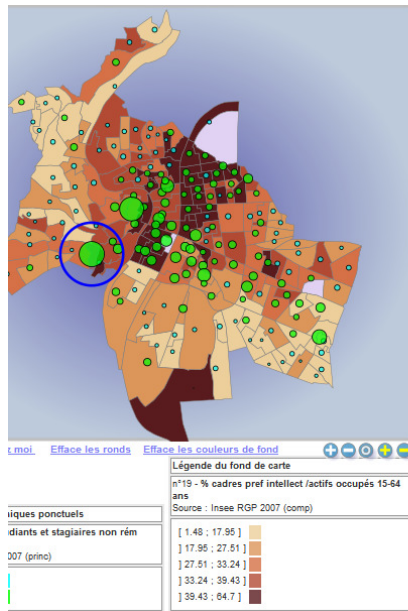 z moi Efface les ronds Efface les couleurs de fond
Légende du fond de carte
n°19 - % cadres pref intellect /actifs occupés 15-64
ans
Source : Insee RGP 2007 (comp)
iques ponctuels
udiants et stagiaires non rém
007 (princ)
[ 1.48 ; 17.95 ]
] 17.95 ; 27.51 ]
] 27.51 ; 33.24 ]
] 33.24 ; 39.43 ]
] 39.43 ; 64.7 ]